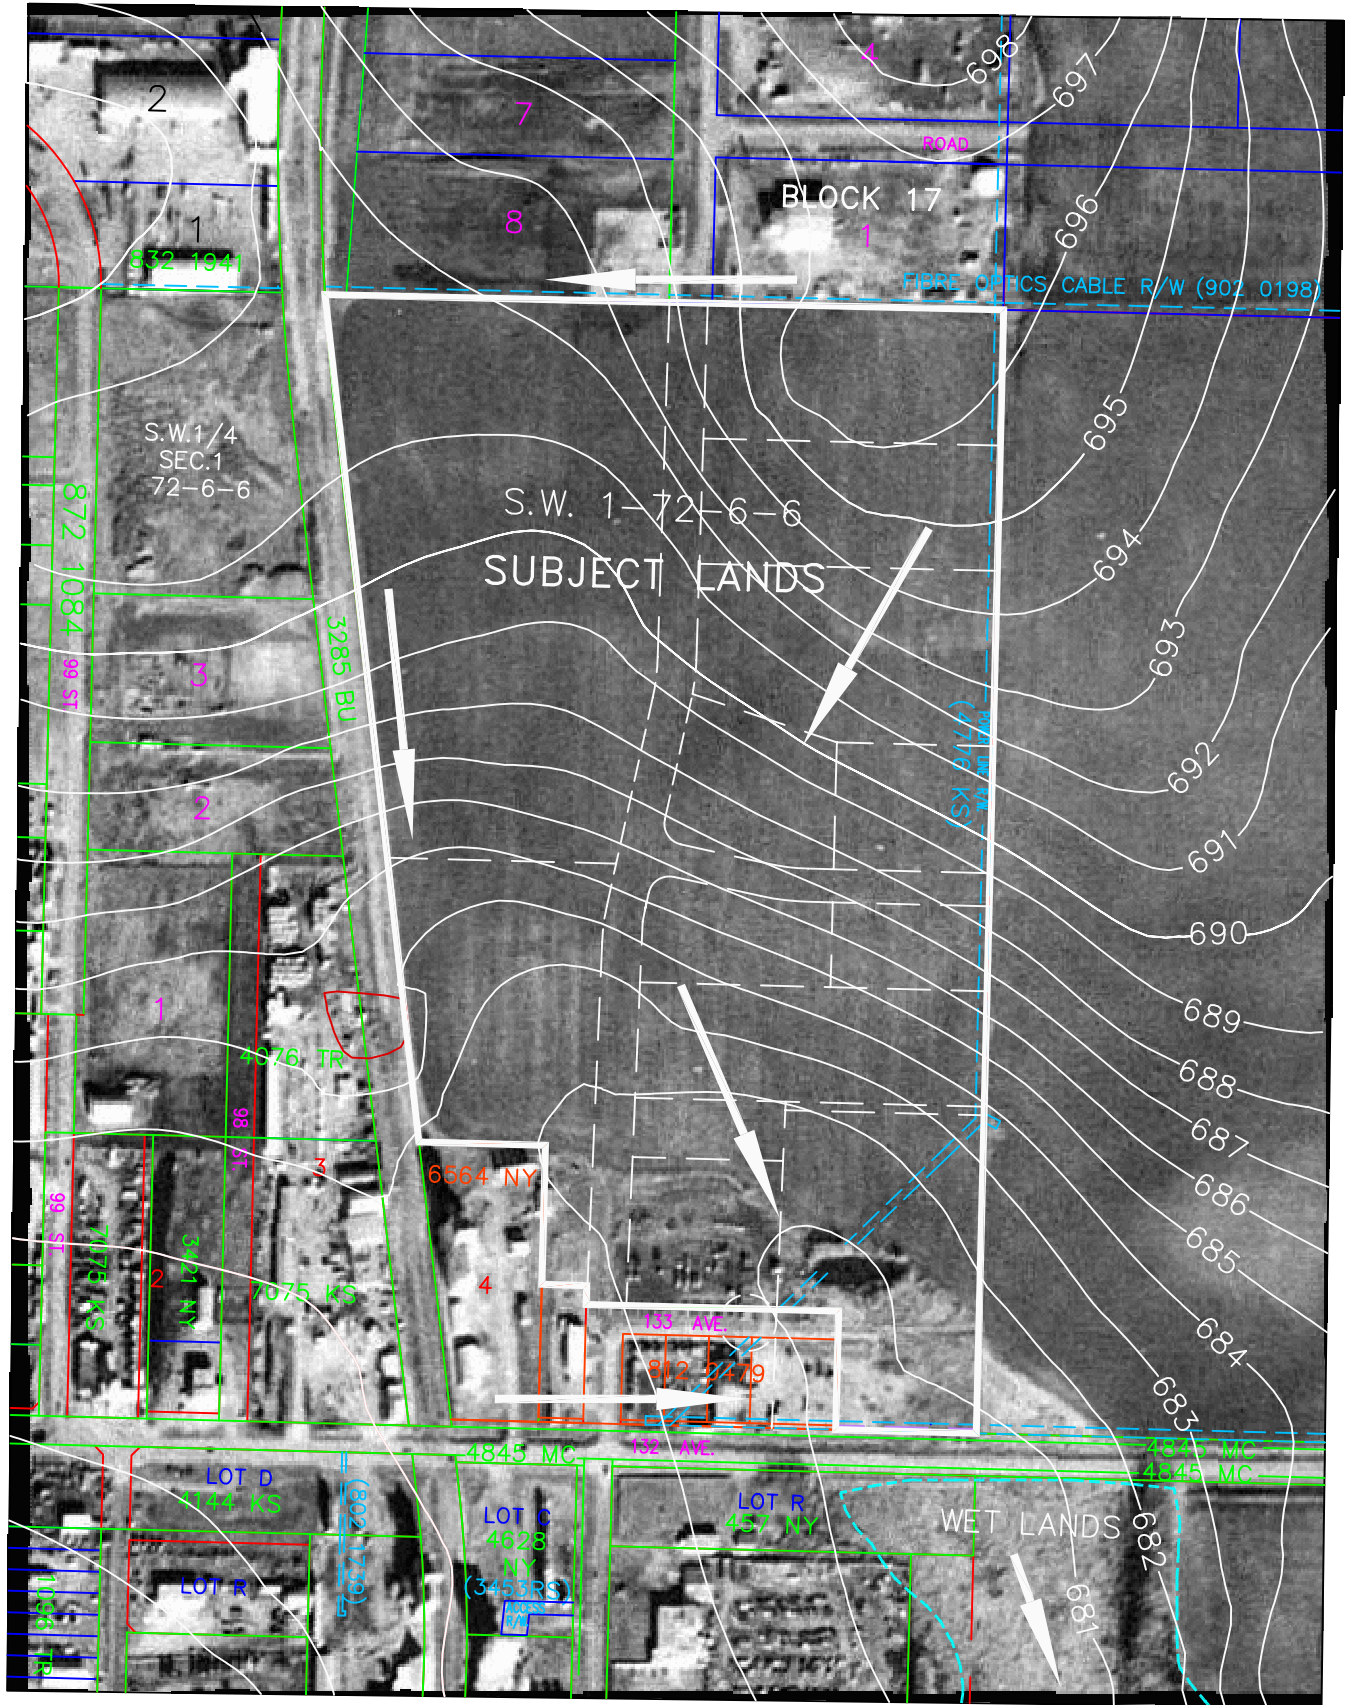 698
697
4
2
7
ROAD
BLOCK 17
696
8
1
1
832 1941
FIBRE OPTICS CABLE R/W (902 0198)
695
S.W.1/4
SEC.1
72-6-6
S.W. 1-72-6-6
872 1084
694
SUBJECT LANDS
693
3285 BU
3
99 ST
692
POWER LINE R/W
(4776 KS)
2
691
690
689
1
4076 TR
688
687
98 ST
3
6564 NY
686
99 ST
685
7075 KS
3421 NY
2
7075 KS
4
133 AVE.
684
812 0479
683
4845 MC
132 AVE.
4845 MC
4845 MC
LOT D
4144 KS
(802 1739)
LOT C
4628
NY
(3453RS)
ACCESS
R/W
LOT R
457 NY
WET LANDS
682
LOT R
1096 TR
681